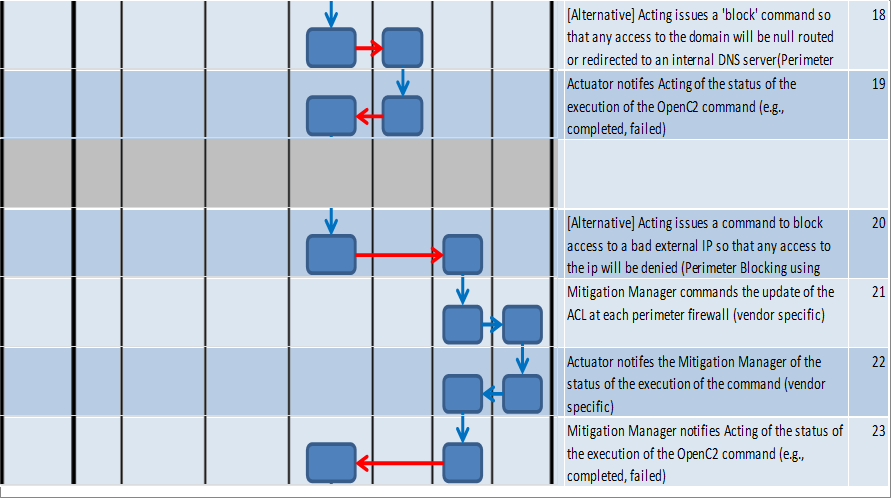 [Alternative] Acting issues a 'block' command so 18
that any access to the domain will be null routed
or redirected to an internal DNS server(Perimeter
Actuator notifes Acting of the status of the 19
execution of the OpenC2 command (e.g.,
completed, failed)
[Alternative] Acting issues a command to block 20
access to a bad external IP so that any access to
the ip will be denied (Perimeter Blocking using
Mitigation Manager commands the update of the 21
ACL at each perimeter firewall (vendor specific)
Actuator notifes the Mitigation Manager of the 22
status of the execution of the command (vendor
specific)
Mitigation Manager notifies Acting of the status of 23
the execution of the OpenC2 command (e.g.,
completed, failed)